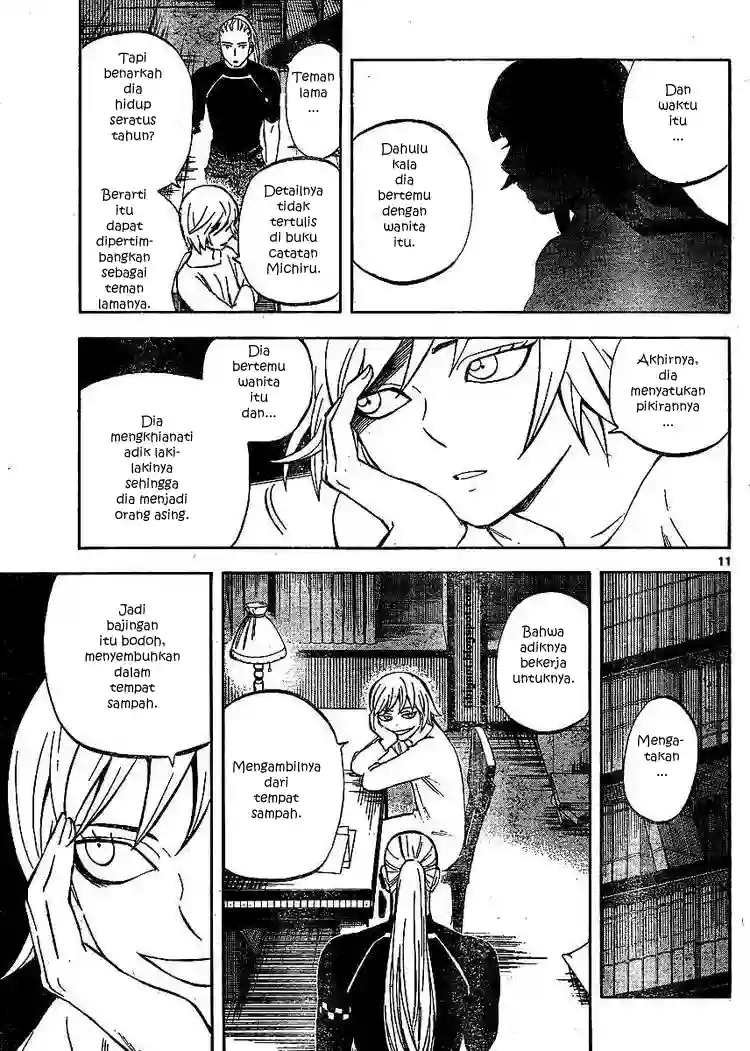 Dan
waktu
itu
...
Dahulu
kala
dia
bertemu
dengan
wanita
itu.
Teman
lama
...
Tapi
benarkah
dia
hidup
seratus
tahun?
Detailnya
tidak
tertulis
di buku
catatan
Michiru.
Berarti
itu
dapat
dipertim-
bangkan
sebagai
teman
lamanya.
Akhirnya,
dia
menyatukan
pikirannya
...
Dia
bertemu
wanita
itu
dan...
Dia
mengkhianati
adik laki-
lakinya
sehingga
dia menjadi
orang asing.
11
Menga-
takan
...
Bahwa
adiknya
bekerja
untuknya.
Mengambilnya
dari
tempat
sampah.
Jadi
bajingan
itu bodoh,
menyembuhkan
dalam
tempat
sampah.